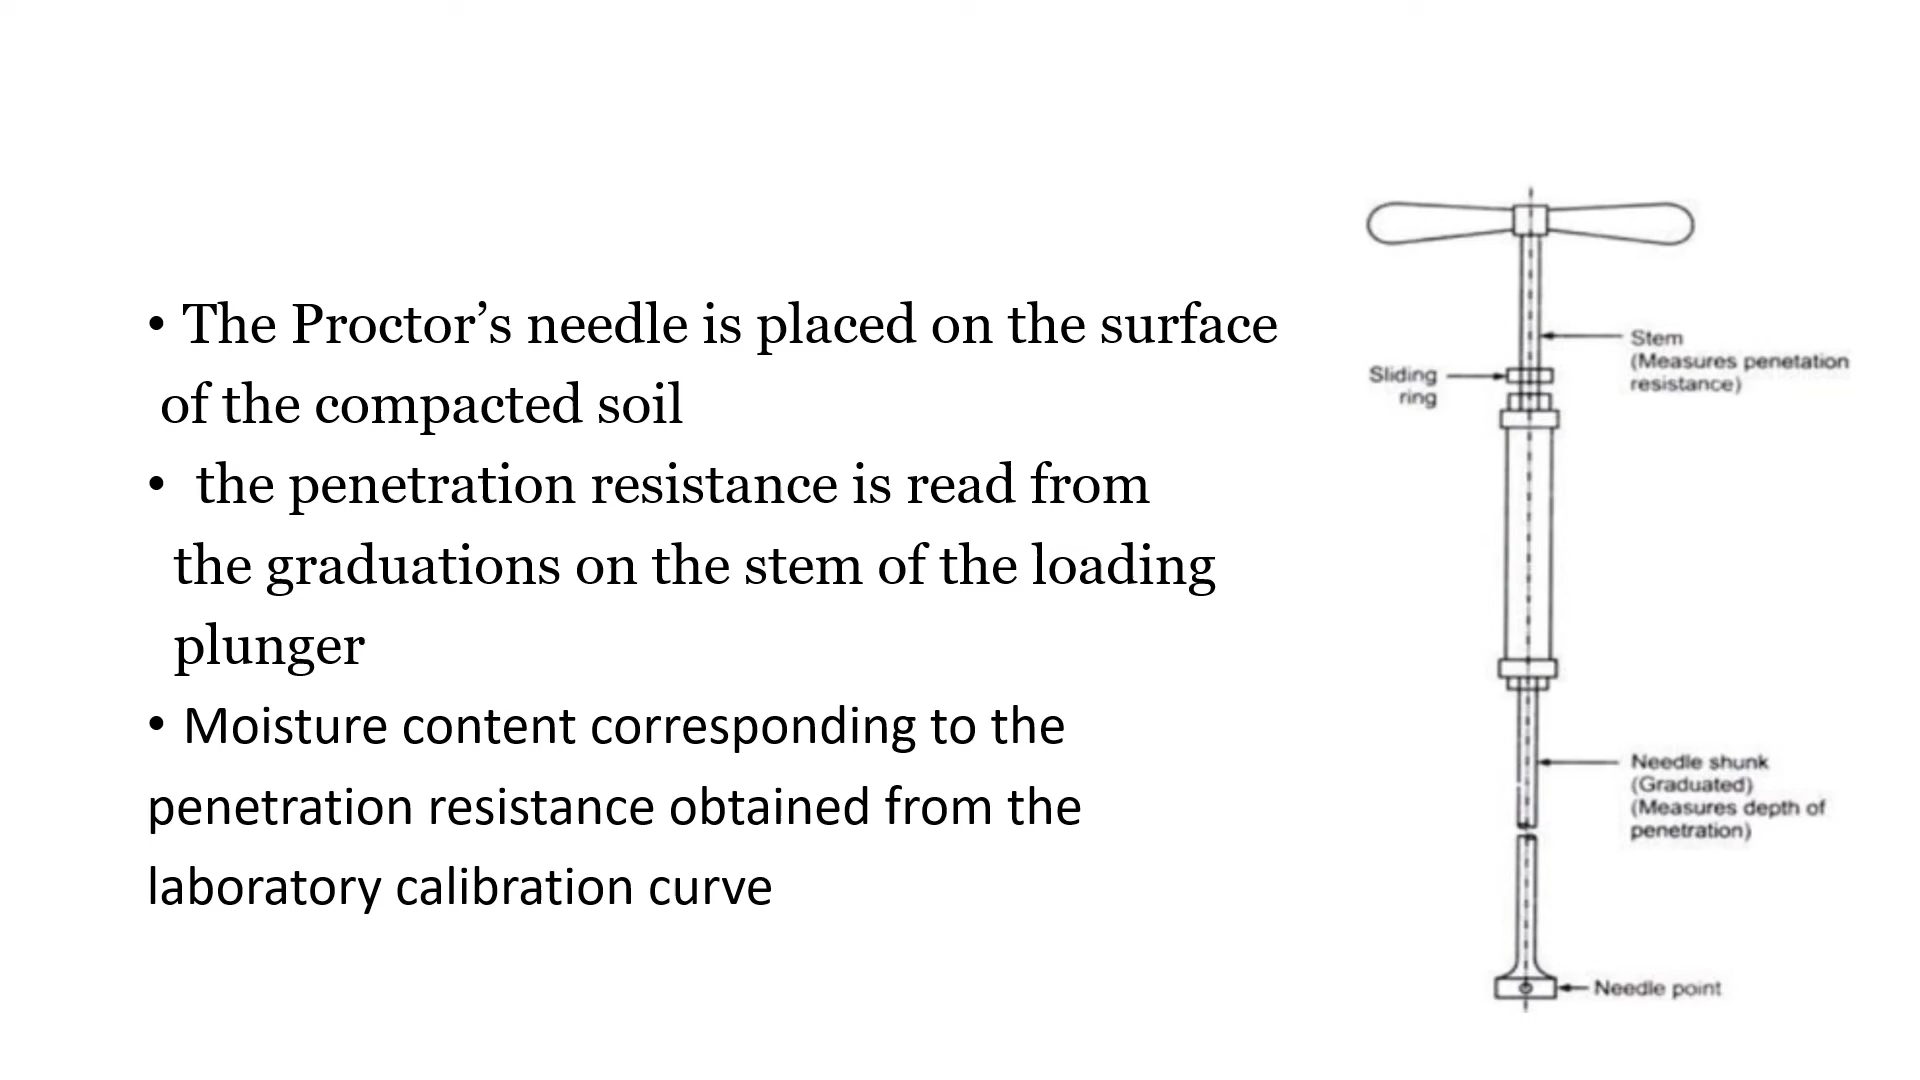 • The Proctor’s needle is placed on the surface
of the compacted soil
• the penetration resistance is read from
the graduations on the stem of the loading
plunger
• Moisture content corresponding to the
penetration resistance obtained from the
laboratory calibration curve
Stem
(Measures penetation
resistance)
Sliding
ring
Needle shunk
(Graduated)
(Measures depth of
penetration)
Needle point